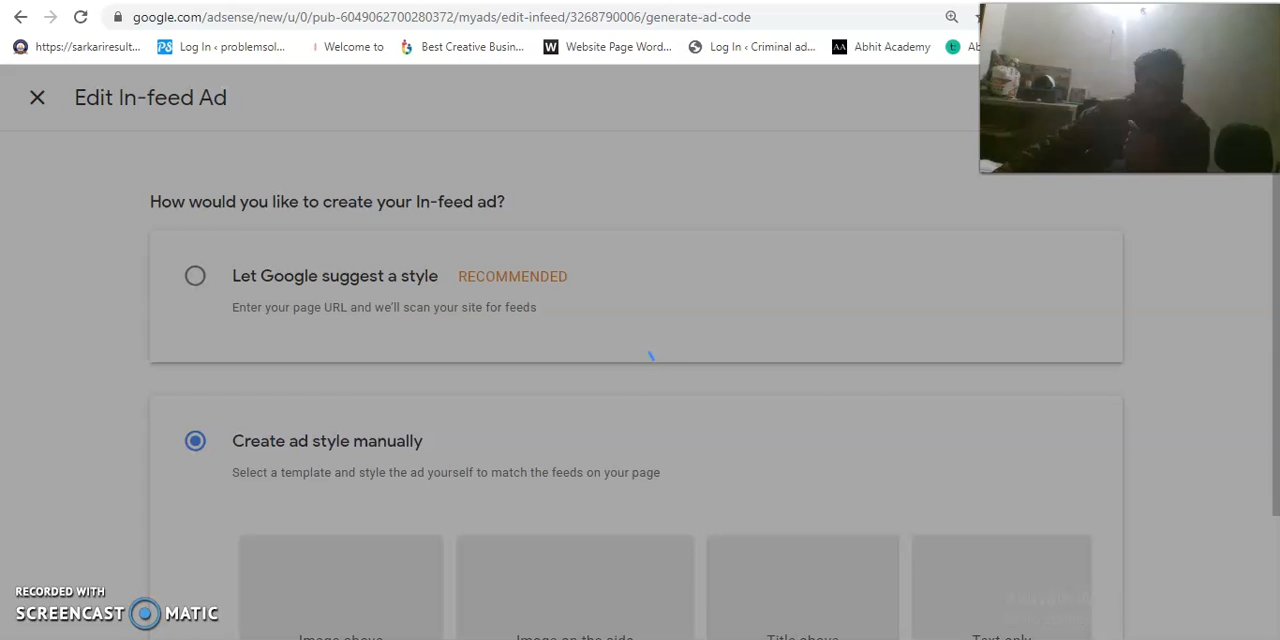 google.com/adsense/new/u/0/pub-6049062700280372/myads/edit-infeed/3268790006/generate-ad-code
https://sarkariresult...
PS
Log In ‹ problemsol...
Welcome to
Best Creative Busin...
W
Website Page Word...
Log In ‹ Criminal ad...
AA
Abhit Academy
t
Ab
Edit In-feed Ad
How would you like to create your In-feed ad?
Let Google suggest a style RECOMMENDED
Enter your page URL and we'll scan your site for feeds
Create ad style manually
Select a template and style the ad yourself to match the feeds on your page
Image above
Image on the side
Title above
Text only
RECORDED WITH
SCREENCAST MATIC